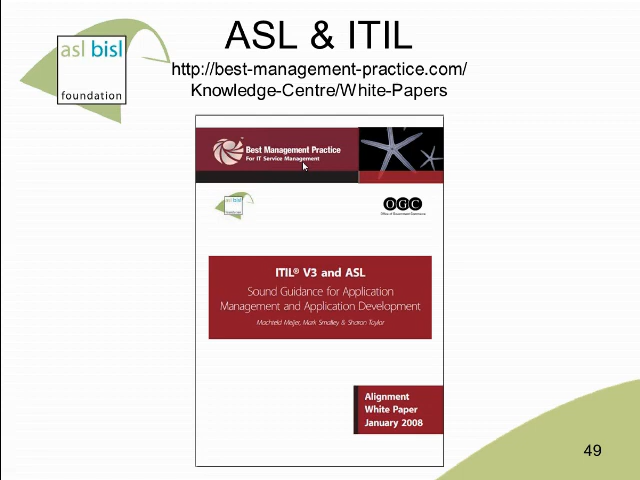 asl bisl
foundation
ASL & ITIL
http://best-management-practice.com/
Knowledge-Centre/White-Papers
Best Management Practice
For IT Service Management
asl bisl
OGC
Office of Government Commerce
ITIL® V3 and ASL
Sound Guidance for Application
Management and Application Development
Machteld Meijer, Mark Smalley & Sharon Taylor
Alignment
White Paper
January 2008
49